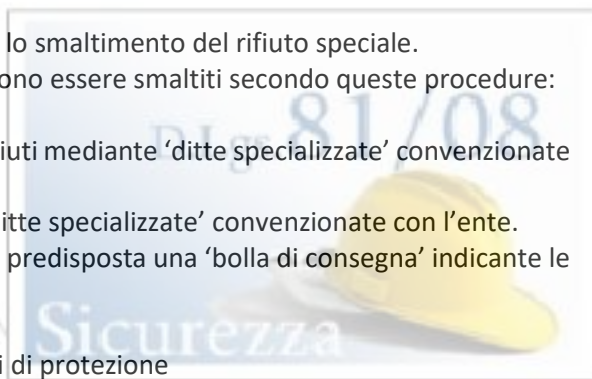 lo smaltimento del rifiuto speciale.
ono essere smaltiti secondo queste procedure:
D.Lgs 81/08
iuti mediante ‘ditte specializzate’ convenzionate
itte specializzate’ convenzionate con l’ente.
predisposta una ‘bolla di consegna’ indicante le
Sicurezza
i di protezione